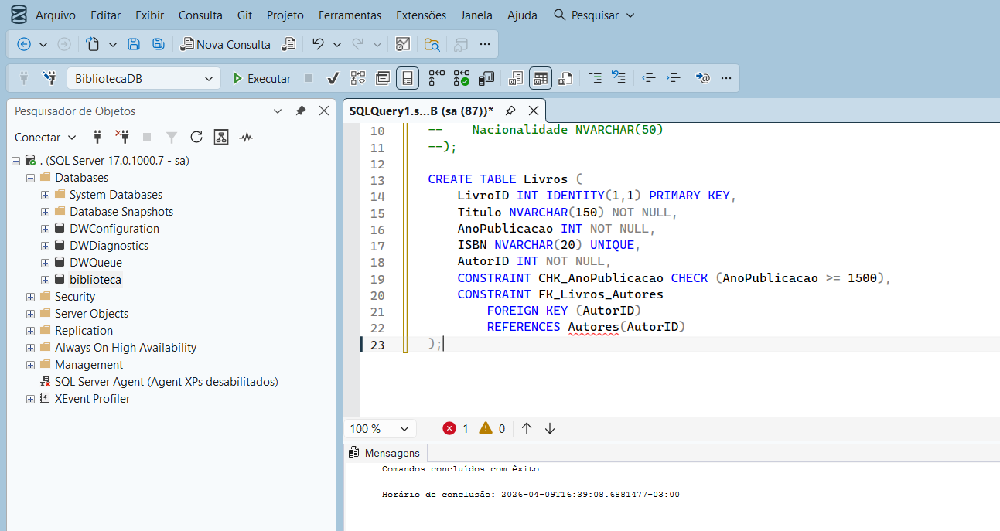 Arquivo Editar Exibir Consulta Git Projeto Ferramentas Extensões Janela Ajuda Pesquisar
Nova Consulta
BibliotecaDB Executar
Pesquisador de Objetos
Conectar
. (SQL Server 17.0.1000.7 - sa)
Databases
System Databases
Database Snapshots
DWConfiguration
DWDiagnostics
DWQueue
biblioteca
Security
Server Objects
Replication
Always On High Availability
Management
SQL Server Agent (Agent XPs desabilitados)
XEvent Profiler
SQLQuery1.s...B (sa (87))*
10 -- Nacionalidade NVARCHAR(50)
11 --);
12
13 CREATE TABLE Livros (
14 LivroID INT IDENTITY(1,1) PRIMARY KEY,
15 Titulo NVARCHAR(150) NOT NULL,
16 AnoPublicacao INT NOT NULL,
17 ISBN NVARCHAR(20) UNIQUE,
18 AutorID INT NOT NULL,
19 CONSTRAINT CHK_AnoPublicacao CHECK (AnoPublicacao >= 1500),
20 CONSTRAINT FK_Livros_Autores
21 FOREIGN KEY (AutorID)
22 REFERENCES Autores(AutorID)
23 );
100 % 1 0
Mensagens
Comandos concluídos com êxito.
Horário de conclusão: 2026-04-09T16:39:08.6881477-03:00